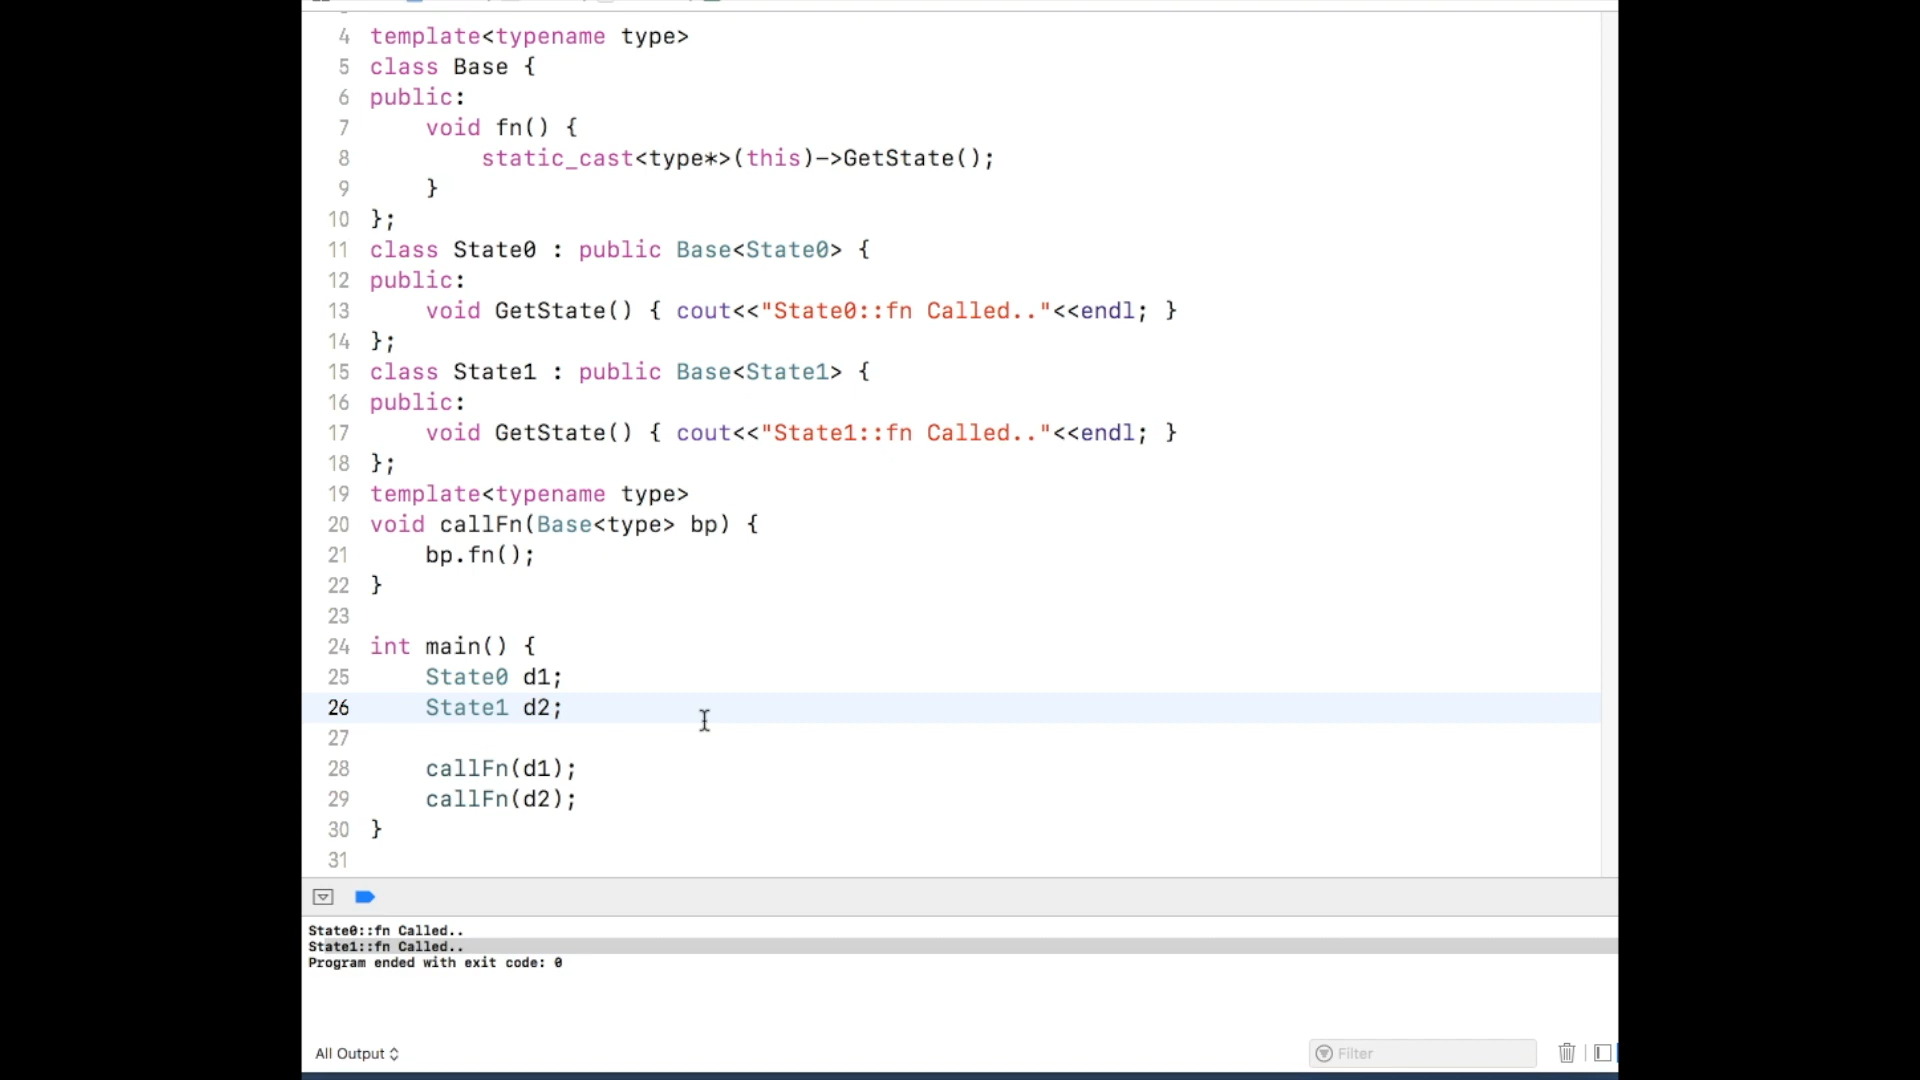 4 template<typename type>
5 class Base {
6 public:
7     void fn() {
8         static_cast<type*>(this)->GetState();
9     }
10 };
11 class State0 : public Base<State0> {
12 public:
13     void GetState() { cout<<"State0::fn Called.."<<endl; }
14 };
15 class State1 : public Base<State1> {
16 public:
17     void GetState() { cout<<"State1::fn Called.."<<endl; }
18 };
19 template<typename type>
20 void callFn(Base<type> bp) {
21     bp.fn();
22 }
23
24 int main() {
25     State0 d1;
26     State1 d2;
27
28     callFn(d1);
29     callFn(d2);
30 }
31
State0::fn Called..
State1::fn Called..
Program ended with exit code: 0
All Output
Filter